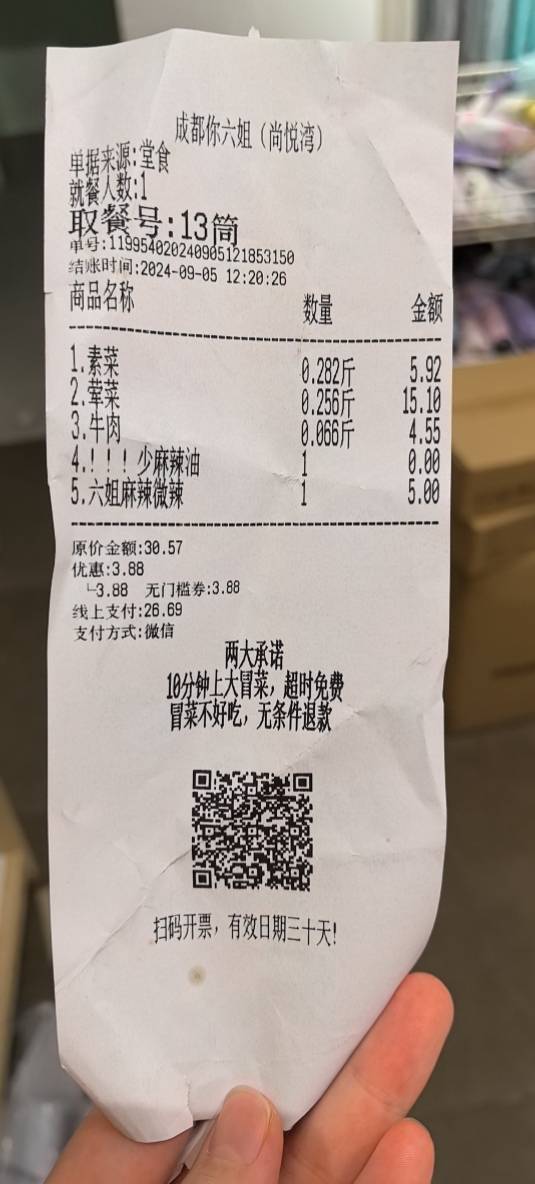 成都你六姐（尚悦湾）
单据来源:堂食
就餐人数:1
取餐号:13筒
单号:119954020240905121853150
结账时间:2024-09-05 12:20:26
商品名称 数量 金额
1.素菜 0.282斤 5.92
2.荤菜 0.256斤 15.10
3.牛肉 0.066斤 4.55
4.!!!少麻辣油 1 0.00
5.六姐麻辣微辣 1 5.00
原价金额:30.57
优惠:3.88
└3.88 无门槛券:3.88
线上支付:26.69
支付方式:微信
两大承诺
10分钟上大冒菜，超时免费
冒菜不好吃，无条件退款
扫码开票，有效日期三十天!